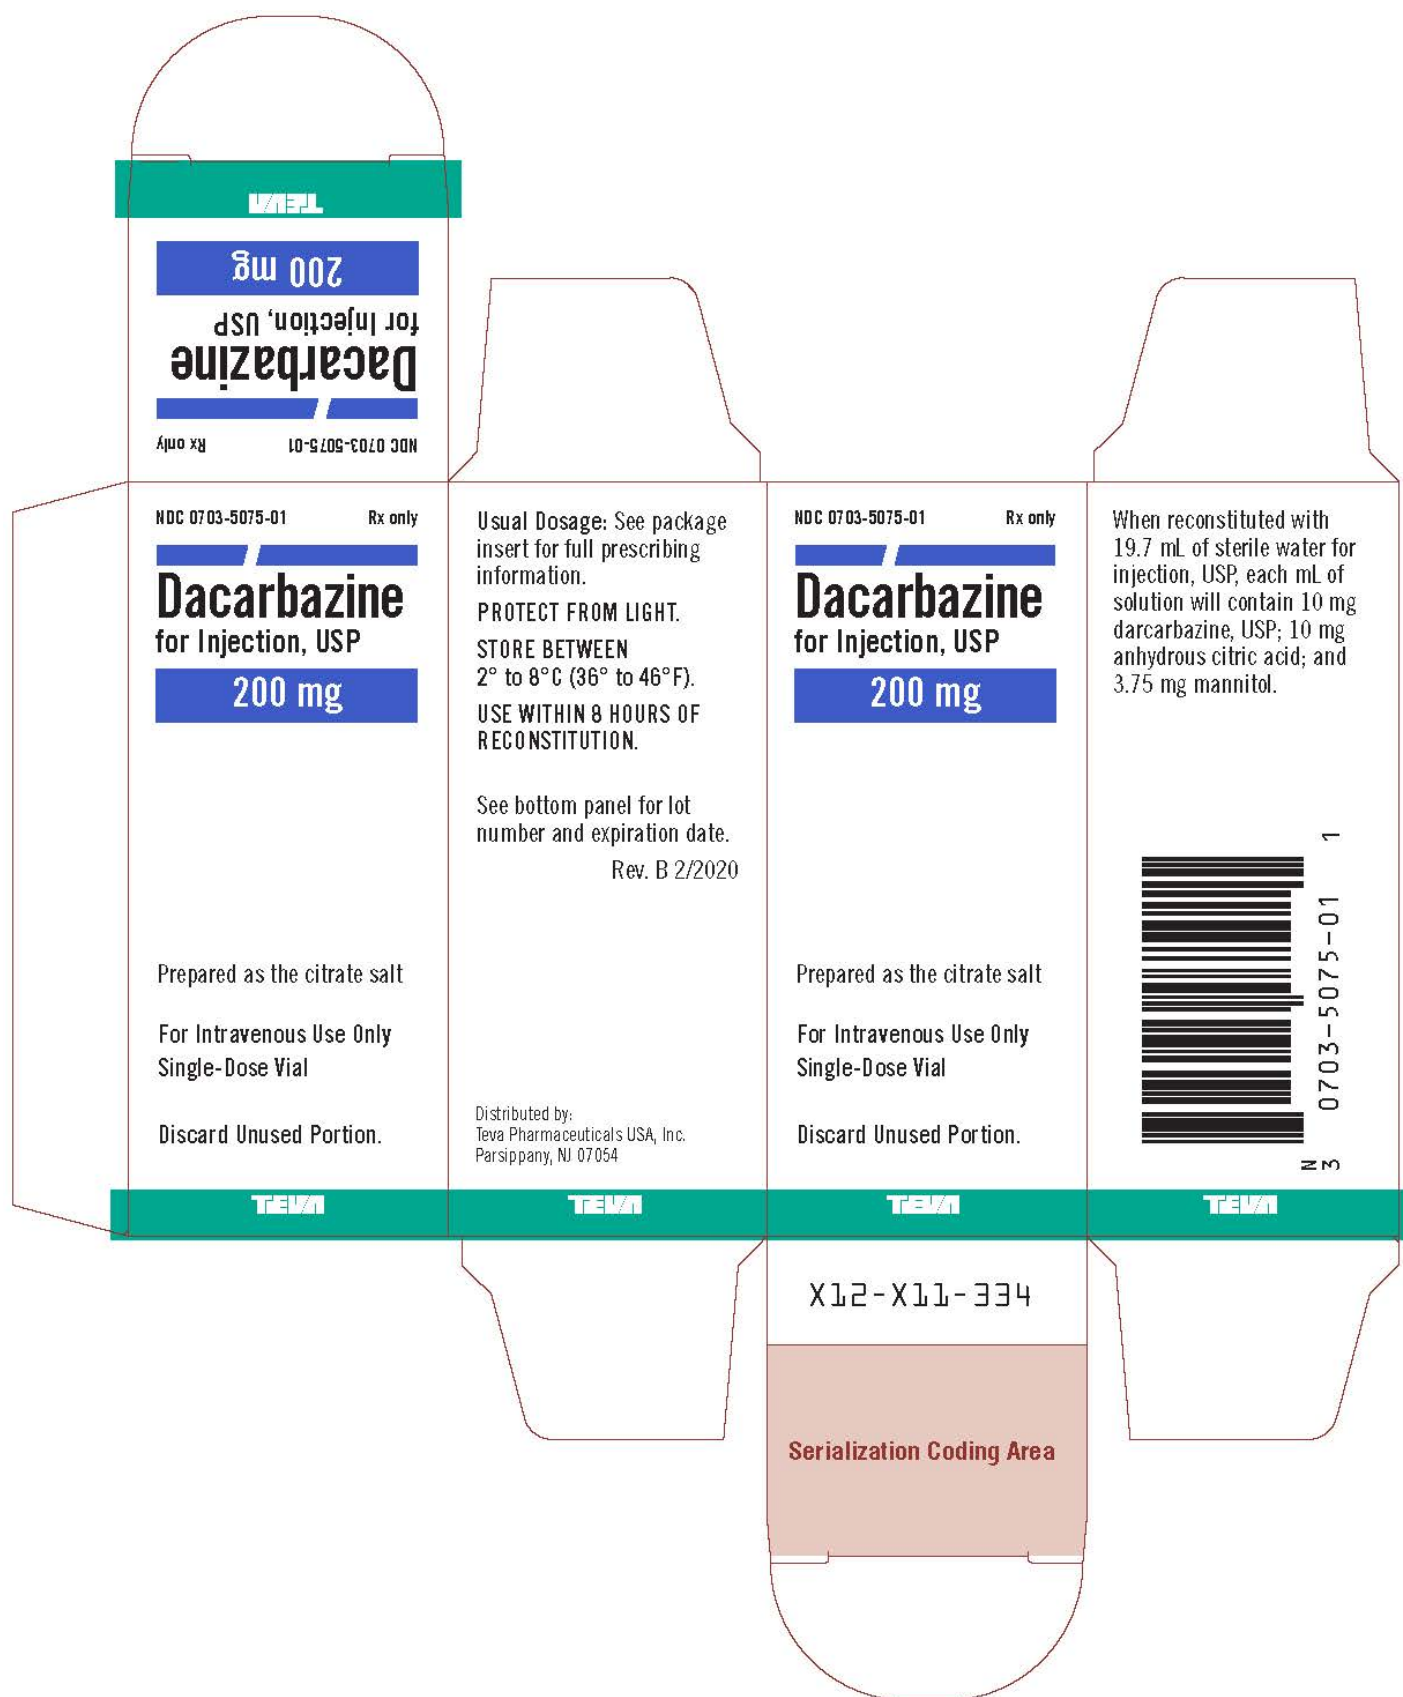 TEVA
200 mg
Dacarbazine
for Injection, USP
NDC 0703-5075-01 Rx only
NDC 0703-5075-01 Rx only
Dacarbazine
for Injection, USP
200 mg
Prepared as the citrate salt
For Intravenous Use Only
Single-Dose Vial
Discard Unused Portion.
TEVA
Usual Dosage: See package
insert for full prescribing
information.
PROTECT FROM LIGHT.
STORE BETWEEN
2° to 8°C (36° to 46°F).
USE WITHIN 8 HOURS OF
RECONSTITUTION.
See bottom panel for lot
number and expiration date.
Rev. B 2/2020
Distributed by:
Teva Pharmaceuticals USA, Inc.
Parsippany, NJ 07054
TEVA
NDC 0703-5075-01 Rx only
Dacarbazine
for Injection, USP
200 mg
Prepared as the citrate salt
For Intravenous Use Only
Single-Dose Vial
Discard Unused Portion.
TEVA
X12-X11-334
Serialization Coding Area
When reconstituted with
19.7 mL of sterile water for
injection, USP, each mL of
solution will contain 10 mg
darcarbazine, USP; 10 mg
anhydrous citric acid; and
3.75 mg mannitol.
N
3 0703-5075-01 1
TEVA